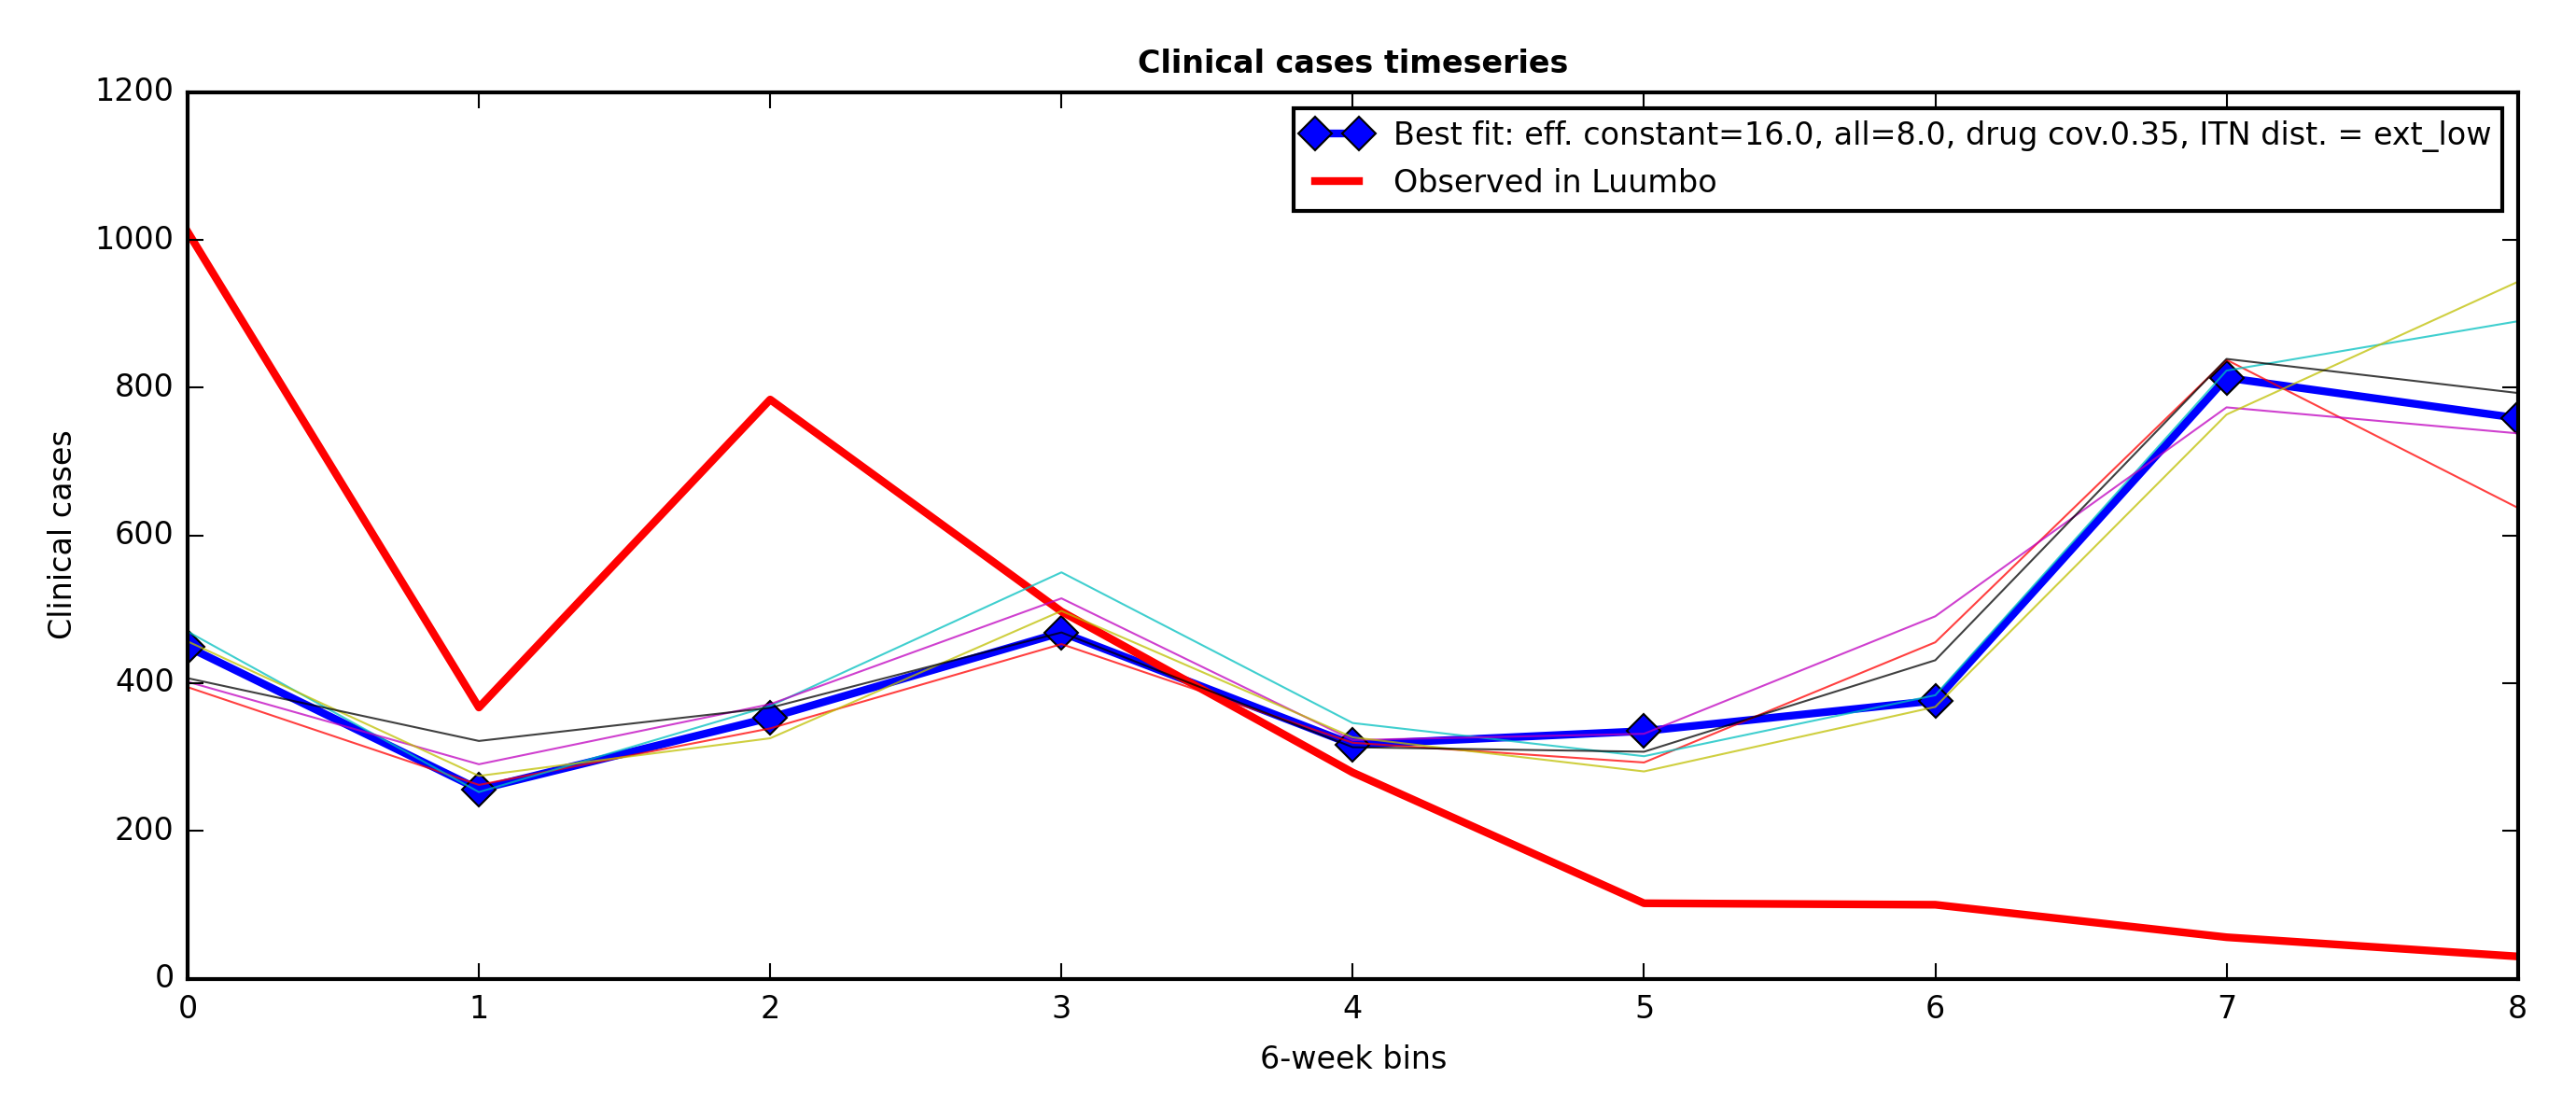 Clinical cases timeseries
1200
1000
800
600
400
200
0
Clinical cases
Best fit: eff. constant=16.0, all=8.0, drug cov.0.35, ITN dist. = ext_low
Observed in Luumbo
0 1 2 3 4 5 6 7 8
6-week bins